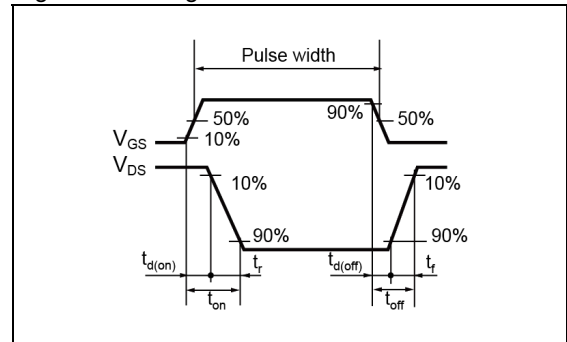 Pulse width
50%
90%
50%
10%
V_GS
V_DS
10%
10%
90%
90%
t_d(on)
t_r
t_d(off)
t_f
t_on
t_off